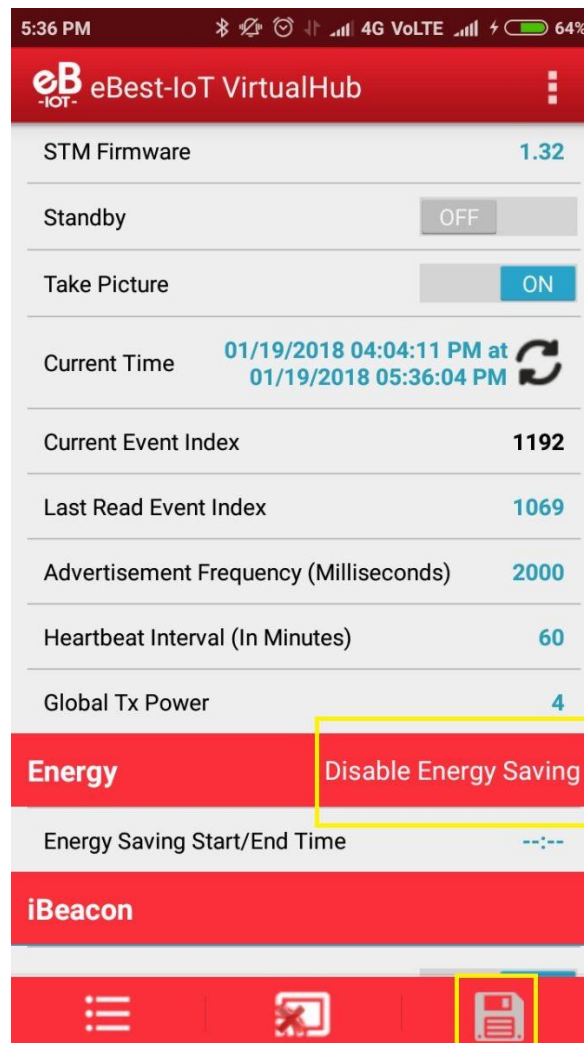 5:36 PM 4G VoLTE 64%
eB
-IOT-
eBest-IoT VirtualHub
STM Firmware 1.32
Standby OFF
Take Picture ON
Current Time 01/19/2018 04:04:11 PM at
01/19/2018 05:36:04 PM
Current Event Index 1192
Last Read Event Index 1069
Advertisement Frequency (Milliseconds) 2000
Heartbeat Interval (In Minutes) 60
Global Tx Power 4
Energy Disable Energy Saving
Energy Saving Start/End Time --:--
iBeacon